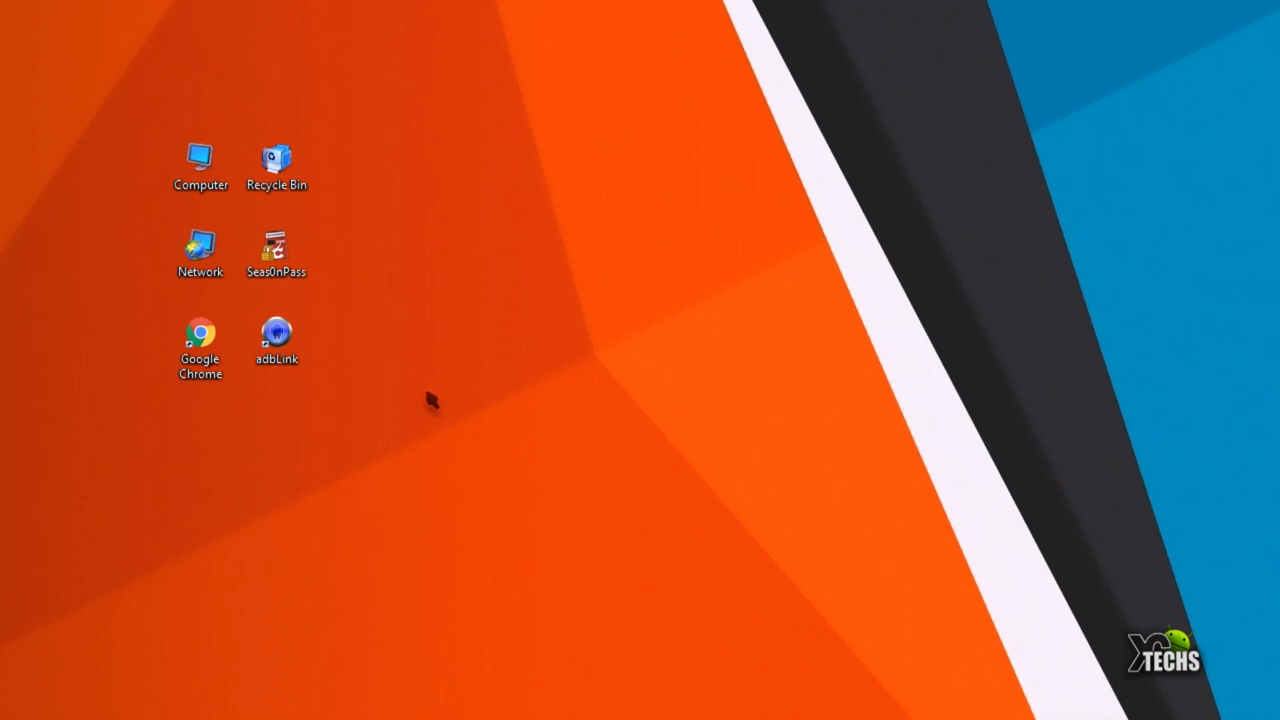 Computer
Recycle Bin
Network
Seas0nPass
Google
Chrome
adbLink
TECHS